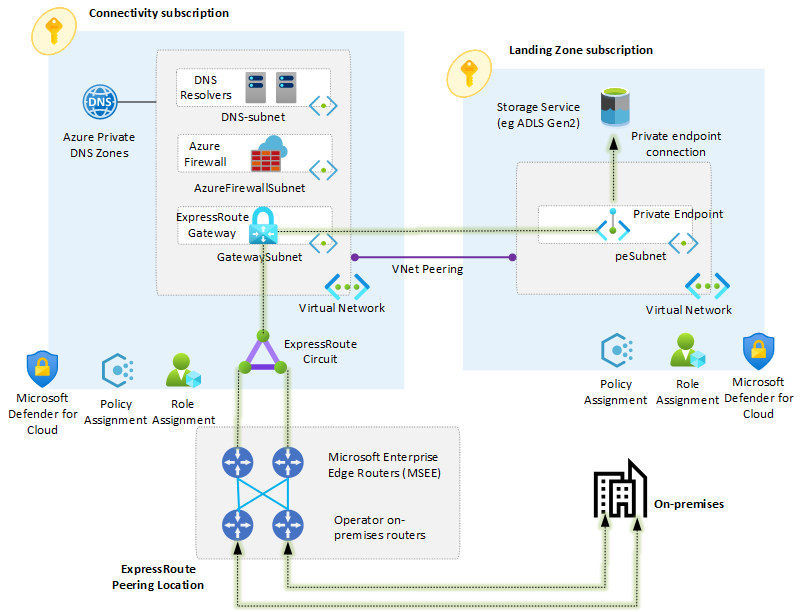 Connectivity subscription
DNS
Resolvers
DNS-subnet
DNS
Azure Private
DNS Zones
Azure
Firewall
AzureFirewallSubnet
ExpressRoute
Gateway
GatewaySubnet
Virtual Network
VNet Peering
Landing Zone subscription
Storage Service
(eg ADLS Gen2)
Private endpoint
connection
Private Endpoint
peSubnet
Virtual Network
ExpressRoute
Circuit
Microsoft
Defender for
Cloud
Policy
Assignment
Role
Assignment
Policy
Assignment
Role
Assignment
Microsoft
Defender for
Cloud
Microsoft Enterprise
Edge Routers (MSEE)
Operator on-
premises routers
ExpressRoute
Peering Location
On-premises